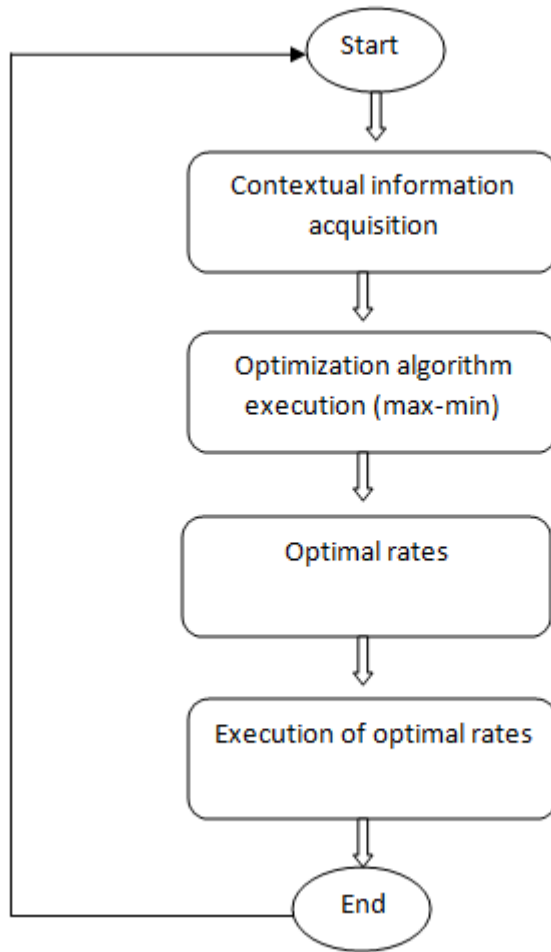 Start
Contextual information
acquisition
Optimization algorithm
execution (max-min)
Optimal rates
Execution of optimal rates
End